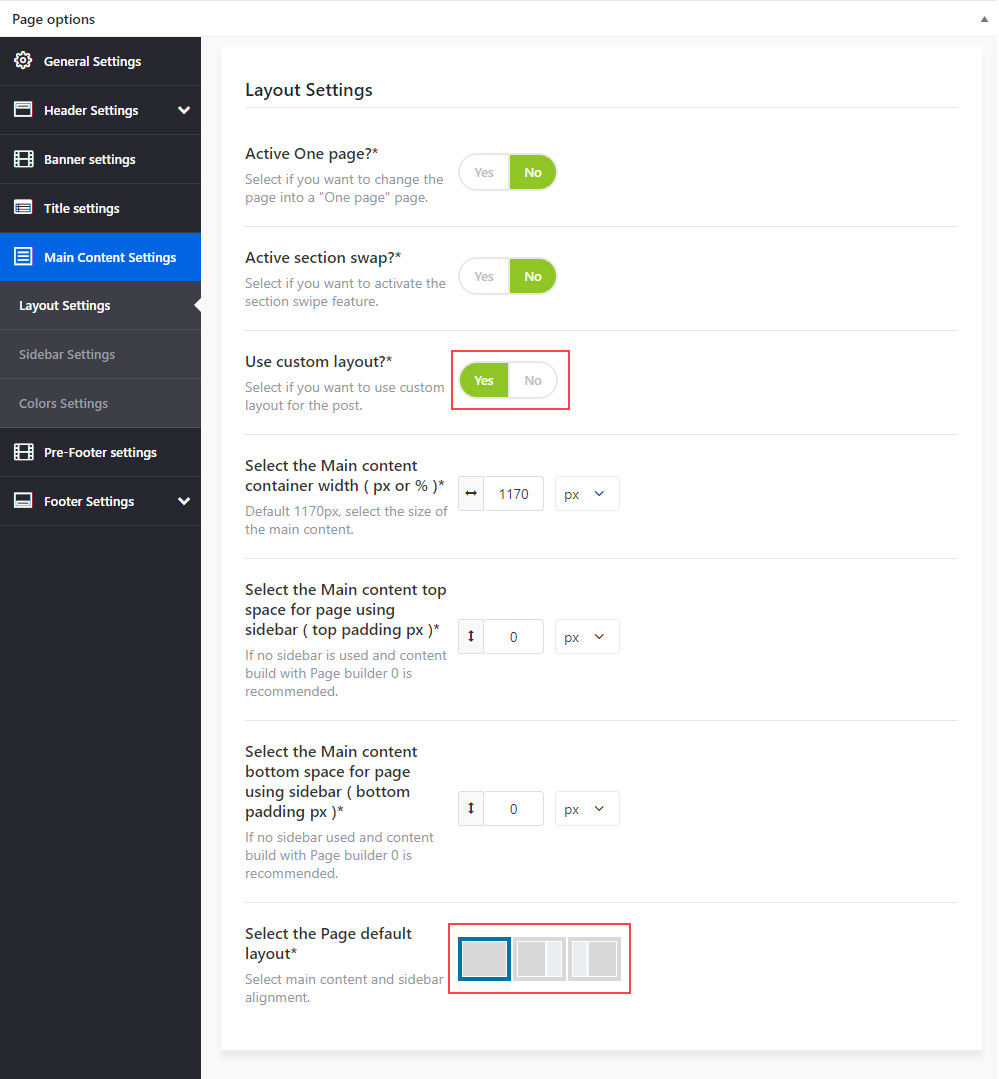 Page options
General Settings
Header Settings
Banner settings
Title settings
Main Content Settings
Layout Settings
Sidebar Settings
Colors Settings
Pre-Footer settings
Footer Settings
Layout Settings
Active One page?*
Select if you want to change the
page into a "One page" page.
Yes No
Active section swap?*
Select if you want to activate the
section swipe feature.
Yes No
Use custom layout?*
Select if you want to use custom
layout for the post.
Yes No
Select the Main content
container width ( px or % )*
Default 1170px, select the size of
the main content.
1170 px
Select the Main content top
space for page using
sidebar ( top padding px )*
If no sidebar is used and content
build with Page builder 0 is
recommended.
0 px
Select the Main content
bottom space for page
using sidebar ( bottom
padding px )*
If no sidebar used and content
build with Page builder 0 is
recommended.
0 px
Select the Page default
layout*
Select main content and sidebar
alignment.